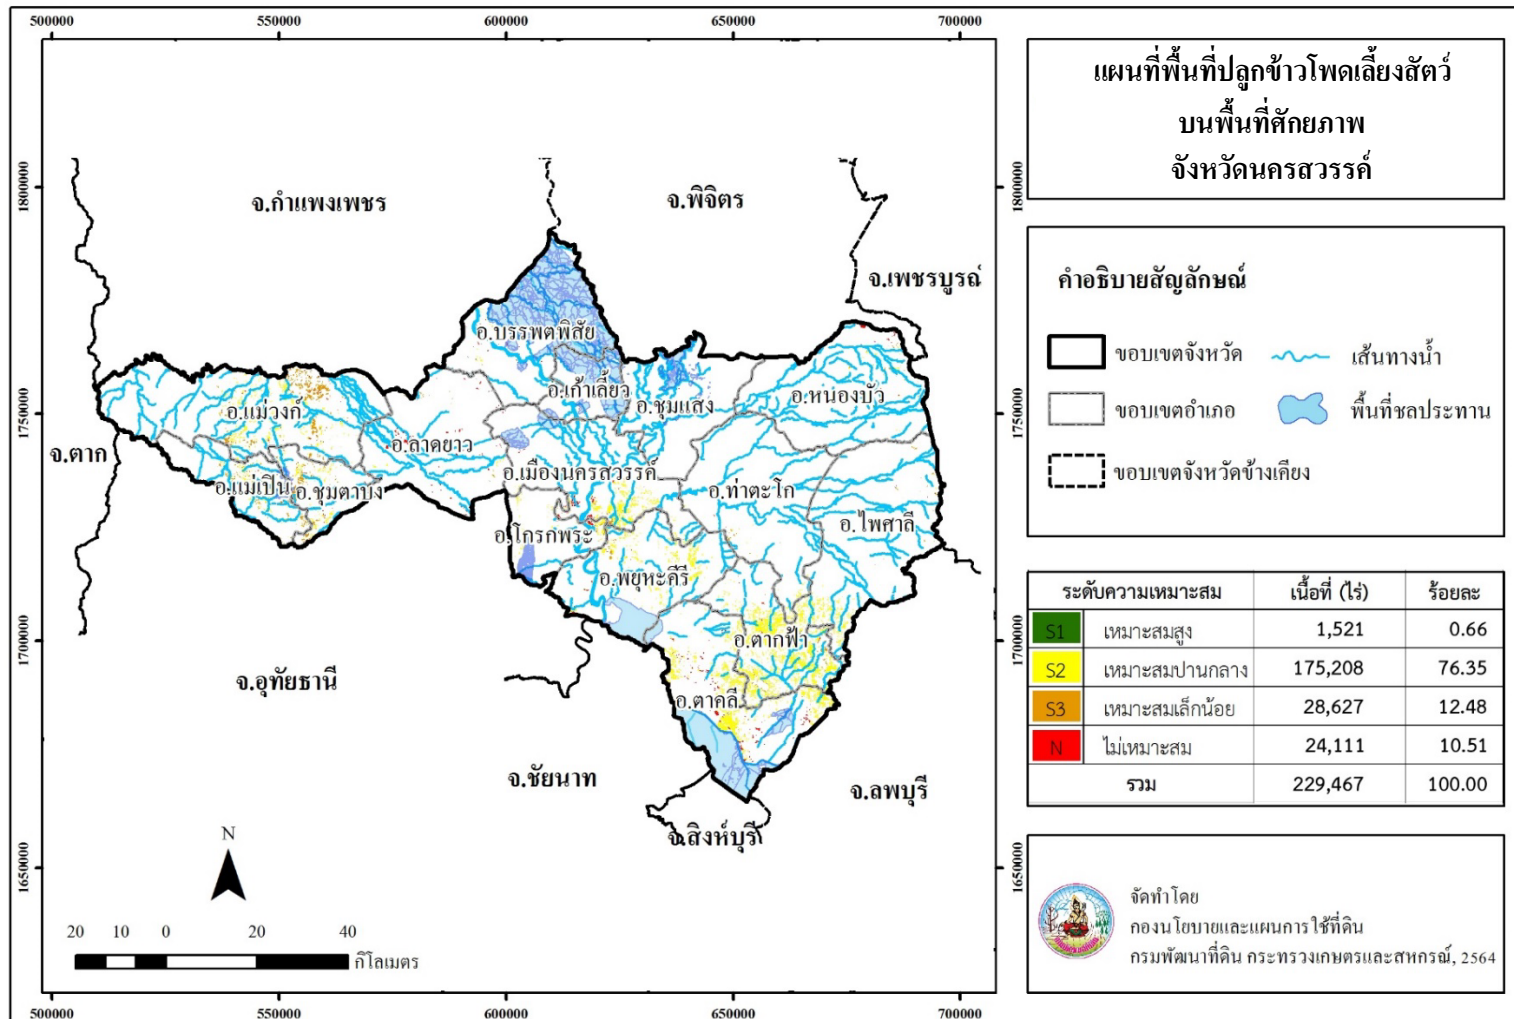 500000 550000 600000 650000 700000
แผนที่พื้นที่ปลูกข้าวโพดเลี้ยงสัตว์
บนพื้นที่ศักยภาพ
จังหวัดนครสวรรค์
1800000 1800000
จ.กำแพงเพชร
จ.พิจิตร
จ.เพชรบูรณ์
อ.บรรพตพิสัย
อ.เก้าเลี้ยว
อ.ชุมแสง
อ.หนองบัว
อ.แม่วงก์
1750000 1750000
จ.ตาก
อ.ลาดยาว
อ.เมืองนครสวรรค์
อ.แม่เปิน
อ.ชุมตาบง
อ.ท่าตะโก
อ.ไพศาลี
อ.โกรกพระ
อ.พยุหะคีรี
1700000 1700000
อ.ตากฟ้า
จ.อุทัยธานี
อ.ตาคลี
จ.ชัยนาท
จ.ลพบุรี
จ.สิงห์บุรี
1650000 1650000
N
20 10 0 20 40
กิโลเมตร
500000 550000 600000 650000 700000
คำอธิบายสัญลักษณ์
ขอบเขตจังหวัด เส้นทางน้ำ
ขอบเขตอำเภอ พื้นที่ชลประทาน
ขอบเขตจังหวัดข้างเคียง
ระดับความเหมาะสม เนื้อที่ (ไร่) ร้อยละ
S1 เหมาะสมสูง 1,521 0.66
S2 เหมาะสมปานกลาง 175,208 76.35
S3 เหมาะสมเล็กน้อย 28,627 12.48
N ไม่เหมาะสม 24,111 10.51
รวม 229,467 100.00
จัดทำโดย
กองนโยบายและแผนการใช้ที่ดิน
กรมพัฒนาที่ดิน กระทรวงเกษตรและสหกรณ์, 2564